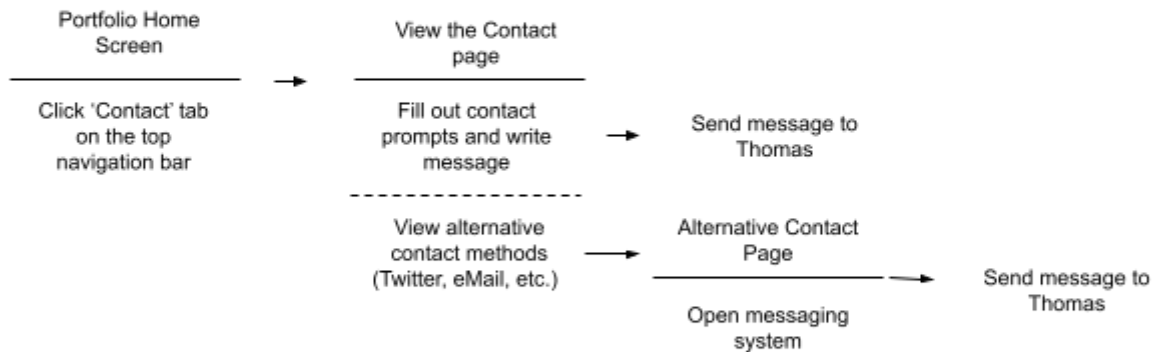 Portfolio Home
Screen
Click ‘Contact’ tab
on the top
navigation bar
View the Contact
page
Fill out contact
prompts and write
message
Send message to
Thomas
View alternative
contact methods
(Twitter, eMail, etc.)
Alternative Contact
Page
Open messaging
system
Send message to
Thomas